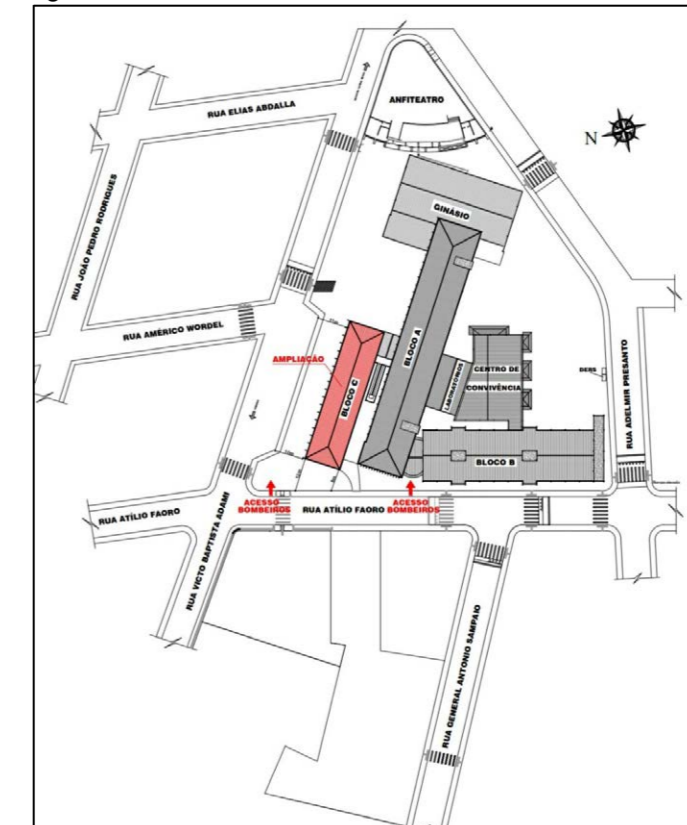 ANFITEATRO
RUA ELIAS ABDALLA
N
GINÁSIO
RUA JOÃO PEDRO RODRIGUES
RUA AMÉRICO WORDEL
AMPLIAÇÃO
BLOCO C
BLOCO A
LABORATÓRIOS
CENTRO DE
CONVIVÊNCIA
RUA ADELMIR PRESANTO
BLOCO B
ACESSO
BOMBEIROS
RUA ATÍLIO FAORO
ACESSO
BOMBEIROS
RUA ATÍLIO FAORO
RUA VICTO BAPTISTA ADAMI
RUA GENERAL ANTONIO SAMPAIO